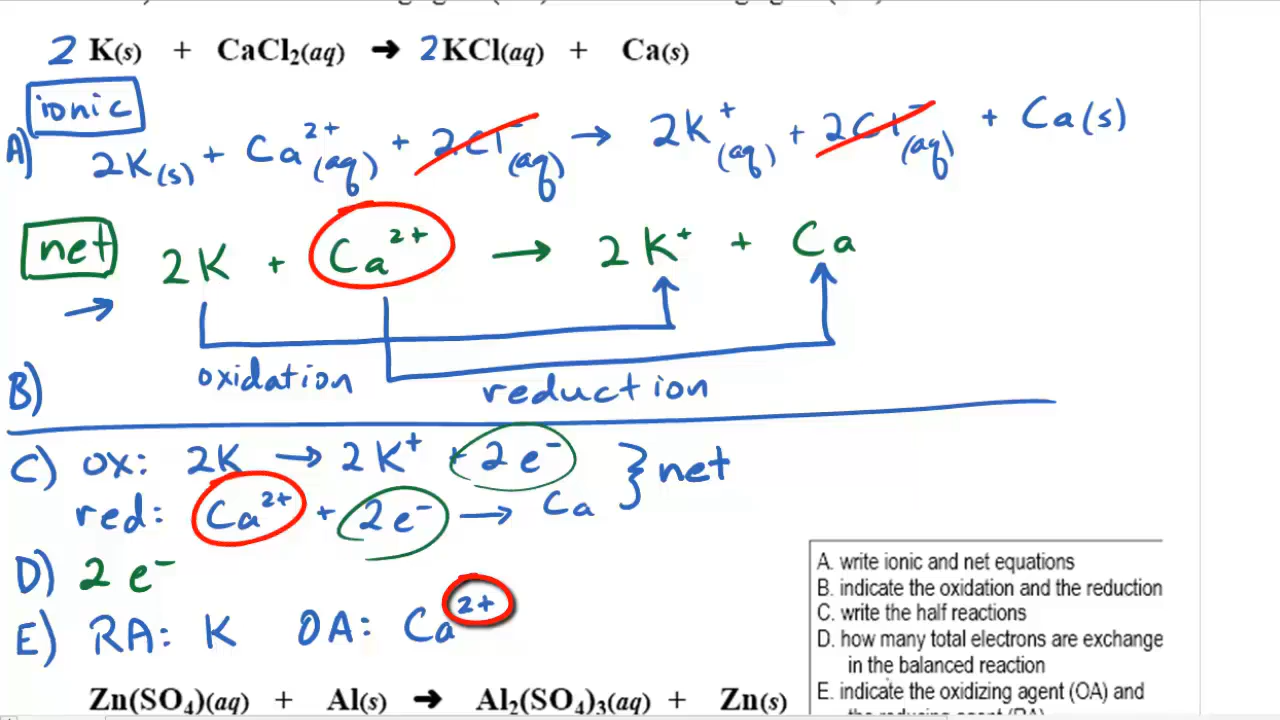 2 K(s) + CaCl₂(aq) → 2KCl(aq) + Ca(s)
ionic
A) 2K(s) + Ca²⁺(aq) + 2Cl⁻(aq) → 2K⁺(aq) + 2Cl⁻(aq) + Ca(s)
net 2K + Ca²⁺ → 2K⁺ + Ca
→
B) oxidation reduction
C) ox: 2K → 2K⁺ + 2e⁻ } net
red: Ca²⁺ + 2e⁻ → Ca
D) 2 e⁻
E) RA: K OA: Ca²⁺
A. write ionic and net equations
B. indicate the oxidation and the reduction
C. write the half reactions
D. how many total electrons are exchange
in the balanced reaction
E. indicate the oxidizing agent (OA) and
Zn(SO₄)(aq) + Al(s) → Al₂(SO₄)₃(aq) + Zn(s)